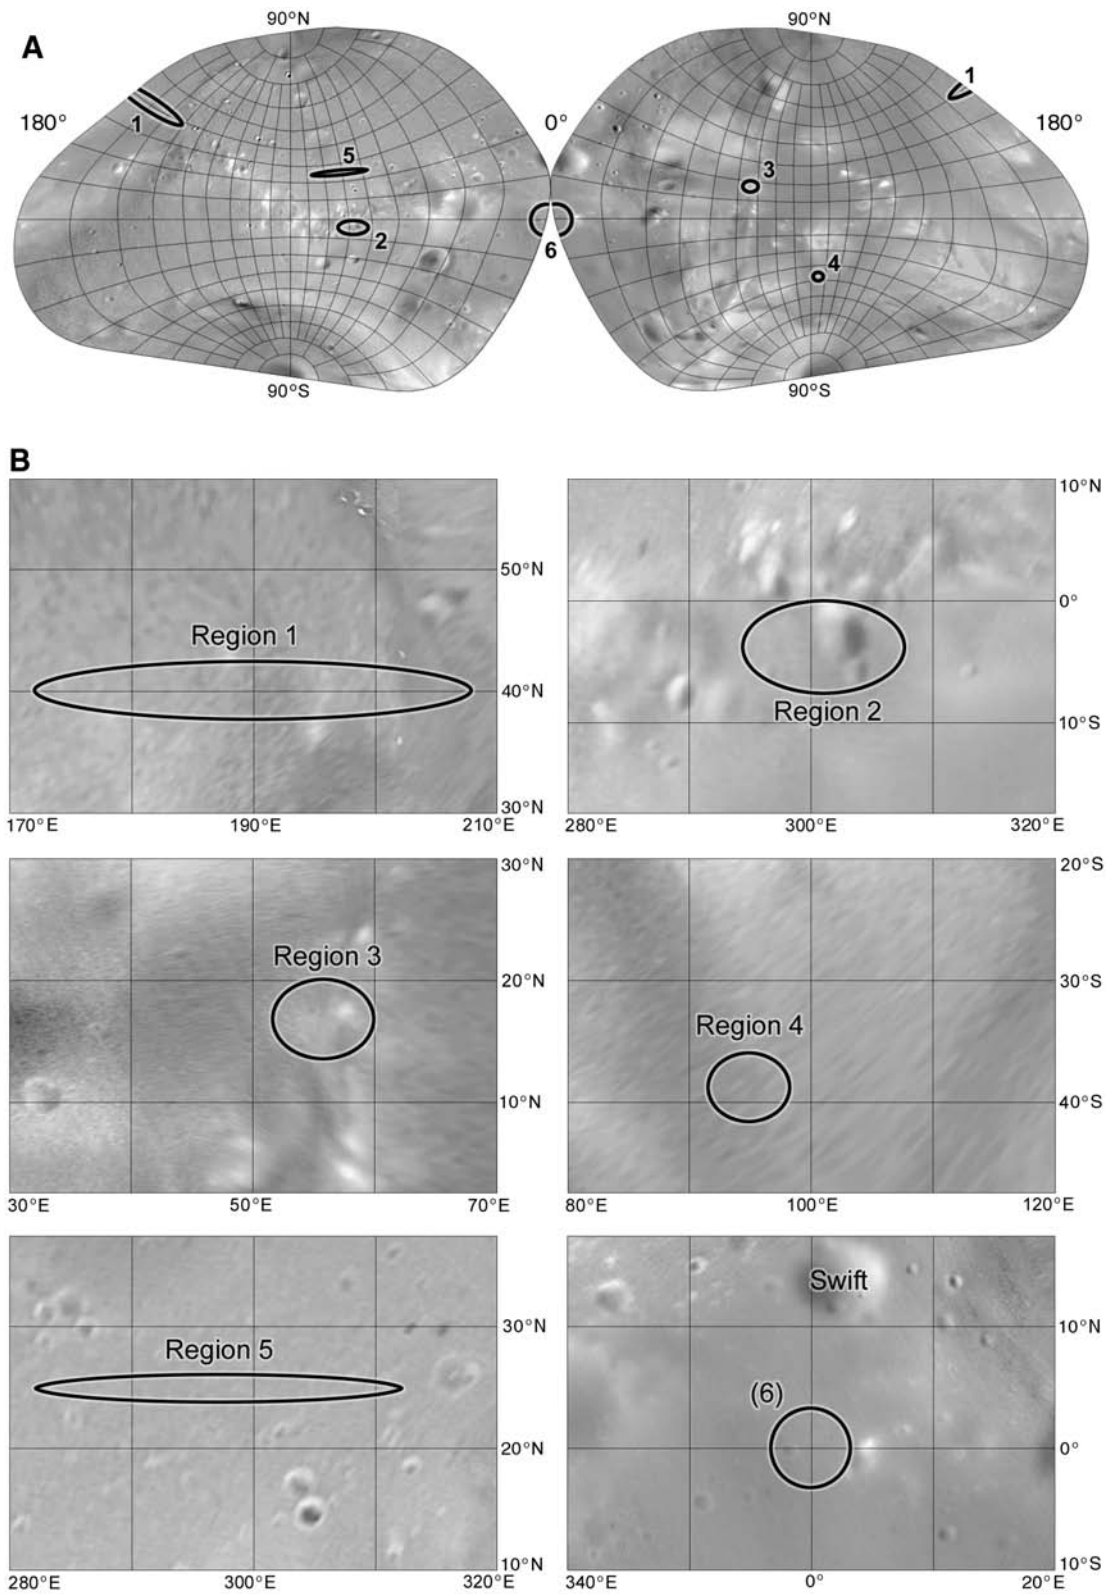 A
90°N
90°N
180°
1
5
2
0°
6
3
4
1
180°
90°S
90°S
B
Region 1
50°N
40°N
30°N
170°E 190°E 210°E
Region 2
10°N
0°
10°S
280°E 300°E 320°E
Region 3
30°N
20°N
10°N
30°E 50°E 70°E
Region 4
20°S
30°S
40°S
80°E 100°E 120°E
Region 5
30°N
20°N
10°N
280°E 300°E 320°E
Swift
(6)
10°N
0°
10°S
340°E 0° 20°E